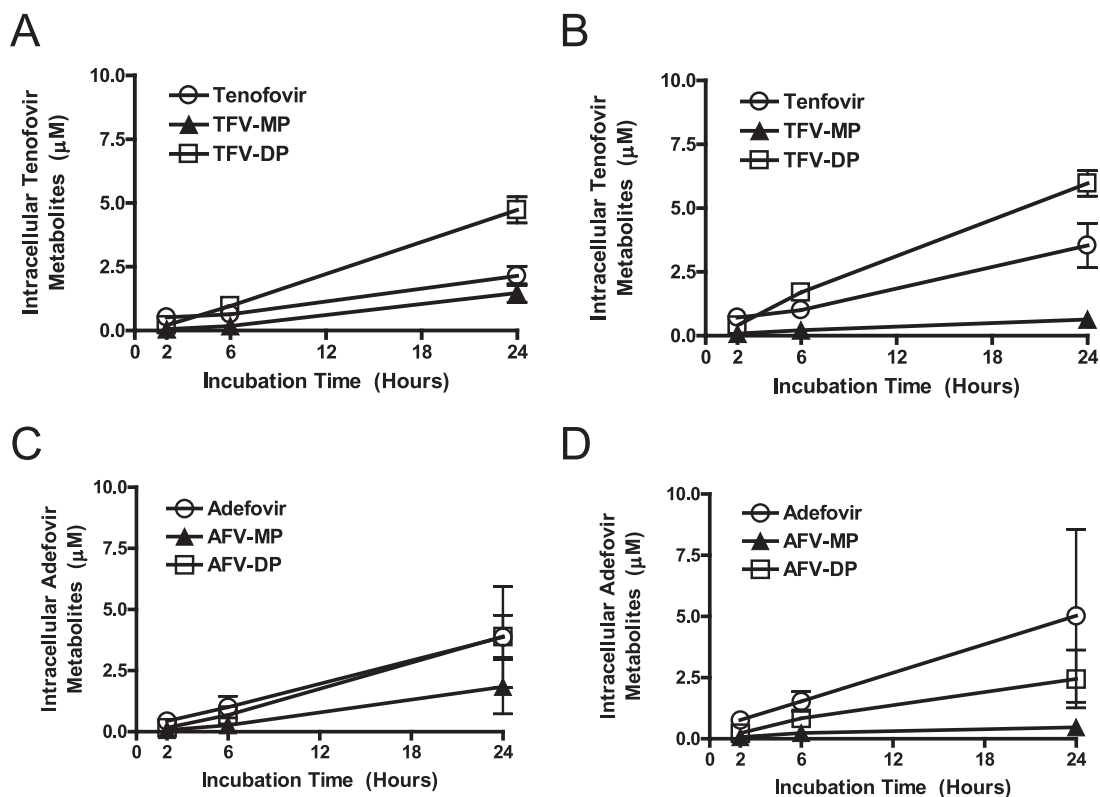 A
Intracellular Tenofovir
Metabolites (μM)
10.0
7.5
5.0
2.5
0.0
Tenofovir
TFV-MP
TFV-DP
0 2 6 12 18 24
Incubation Time (Hours)
B
Intracellular Tenofovir
Metabolites (μM)
10.0
7.5
5.0
2.5
0.0
Tenfovir
TFV-MP
TFV-DP
0 2 6 12 18 24
Incubation Time (Hours)
C
Intracellular Adefovir
Metabolites (μM)
10.0
7.5
5.0
2.5
0.0
Adefovir
AFV-MP
AFV-DP
0 2 6 12 18 24
Incubation Time (Hours)
D
Intracellular Adefovir
Metabolites (μM)
10.0
7.5
5.0
2.5
0.0
Adefovir
AFV-MP
AFV-DP
0 2 6 12 18 24
Incubation Time (Hours)